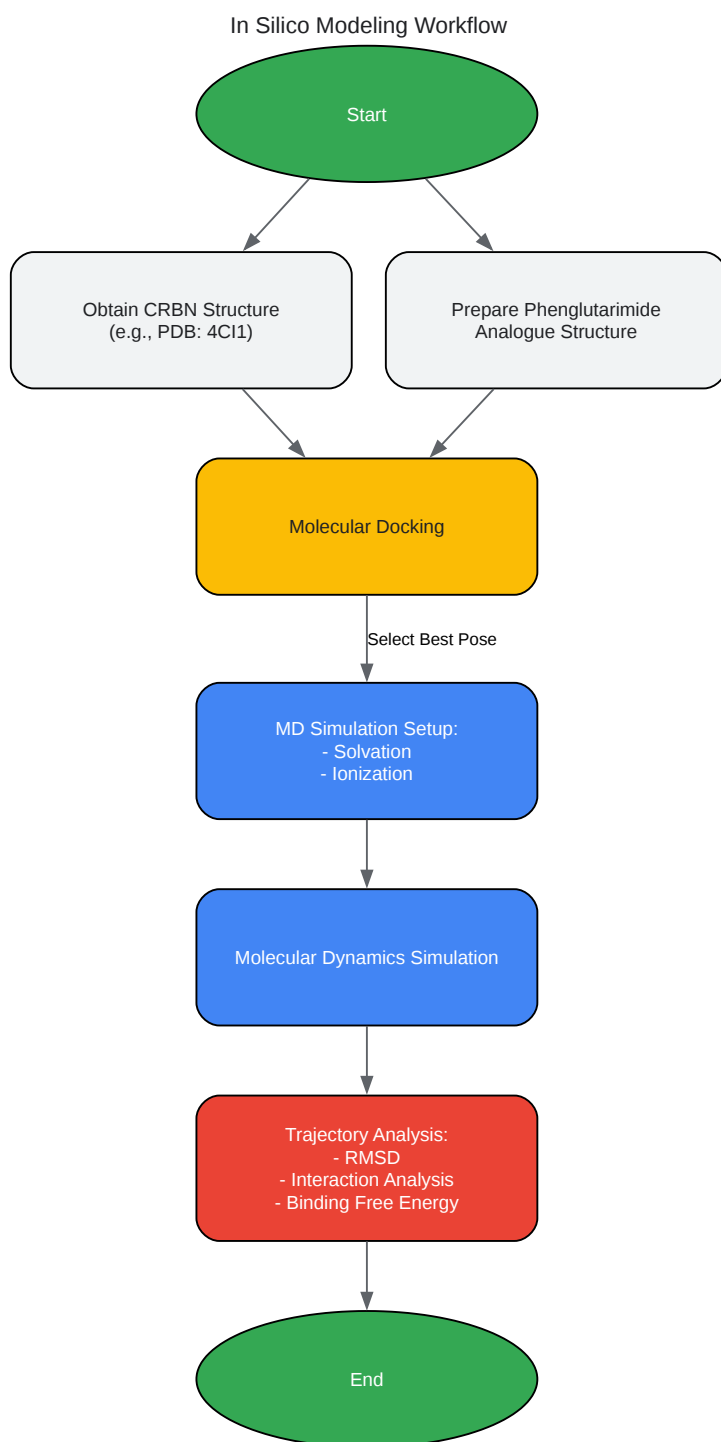 In Silico Modeling Workflow
Start
Obtain CRBN Structure
(e.g., PDB: 4CI1)
Prepare Phenglutarimide
Analogue Structure
Molecular Docking
Select Best Pose
MD Simulation Setup:
- Solvation
- Ionization
Molecular Dynamics Simulation
Trajectory Analysis:
- RMSD
- Interaction Analysis
- Binding Free Energy
End